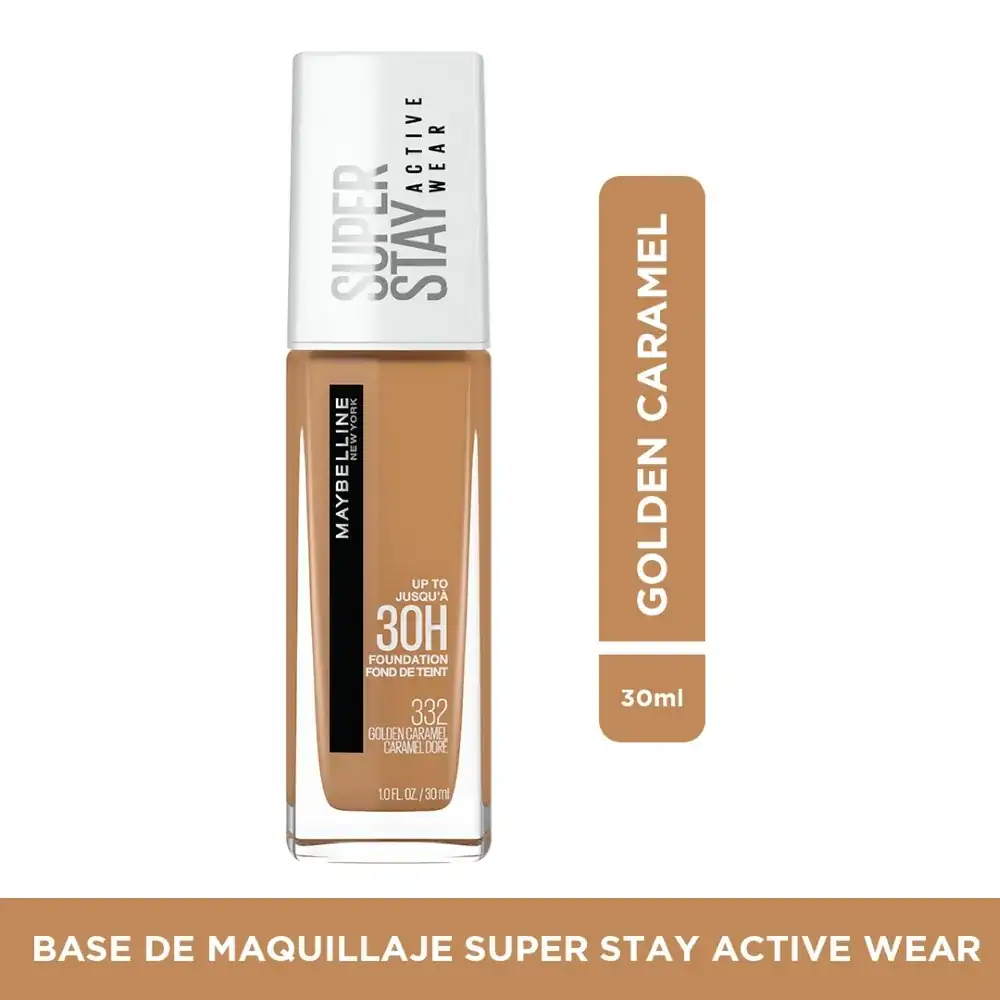 SUPER
STAY
ACTIVE
WEAR
MAYBELLINE
NEW YORK
UP TO
JUSQU'À
30H
FOUNDATION
FOND DE TEINT
332
GOLDEN CARAMEL
CARAMEL DORÉ
1.0 FL. OZ. / 30 ml
GOLDEN CARAMEL
30ml
BASE DE MAQUILLAJE SUPER STAY ACTIVE WEAR